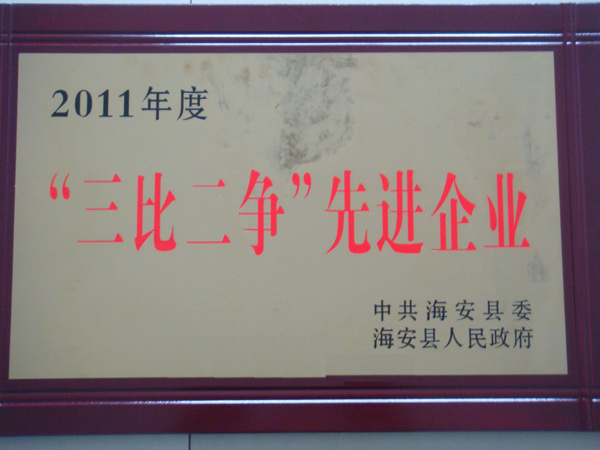 2011年度
“三比二争”先进企业
中共海安县委
海安县人民政府